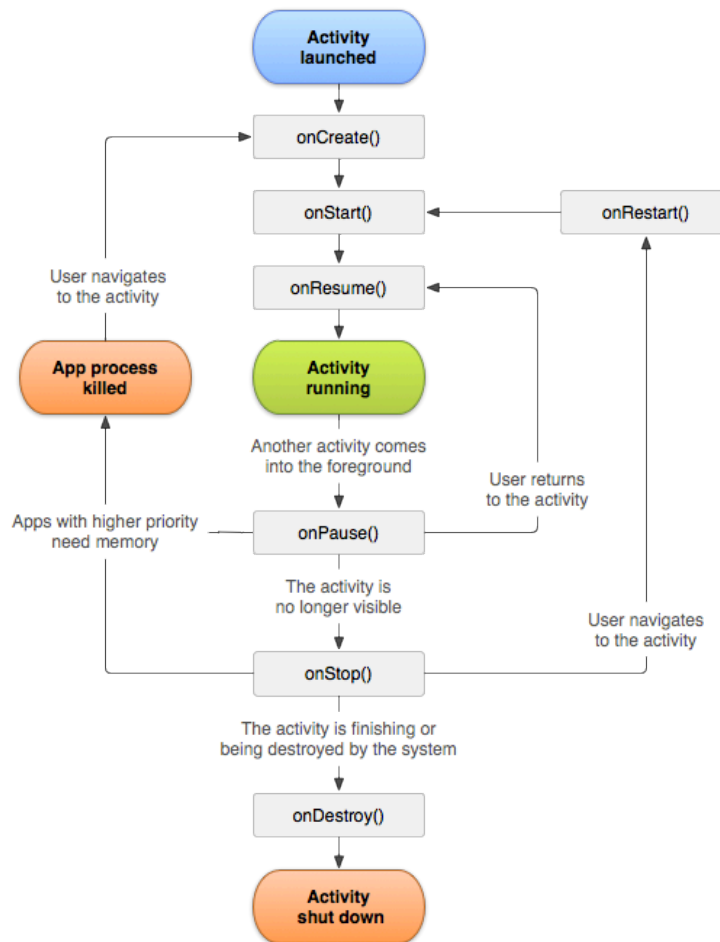 Activity
launched
onCreate()
onStart()
onRestart()
User navigates
to the activity
onResume()
App process
killed
Activity
running
Another activity comes
into the foreground
User returns
to the activity
Apps with higher priority
need memory
onPause()
The activity is
no longer visible
User navigates
to the activity
onStop()
The activity is finishing or
being destroyed by the system
onDestroy()
Activity
shut down